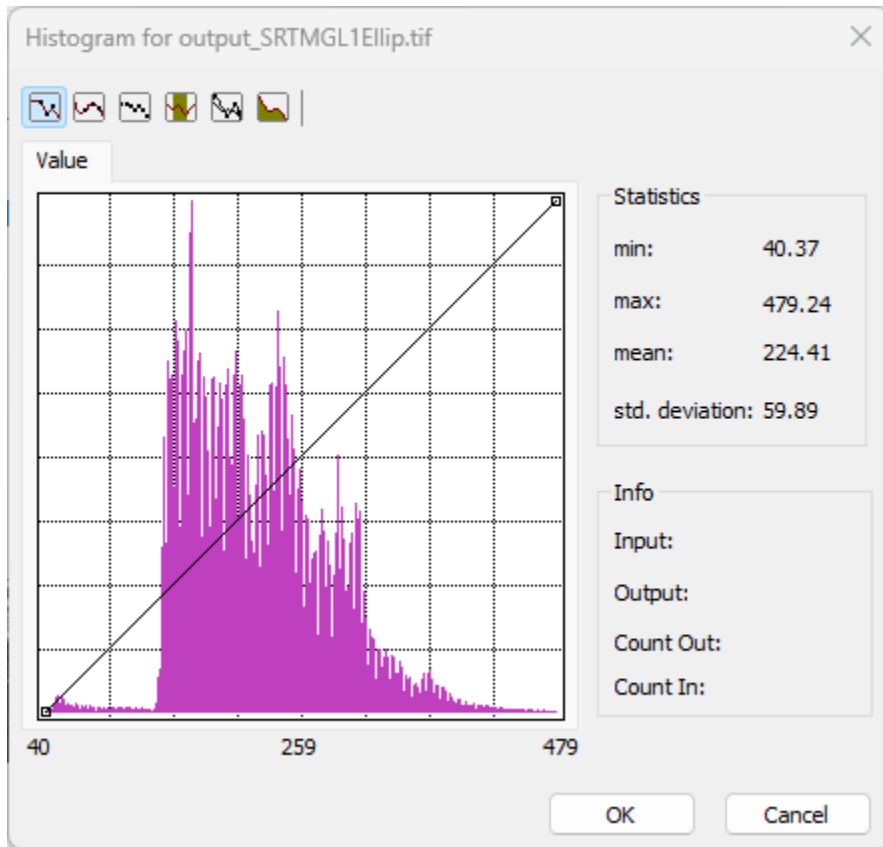 Histogram for output_SRTMGL1Ellip.tif
Value
40
259
479
Statistics
min: 40.37
max: 479.24
mean: 224.41
std. deviation: 59.89
Info
Input:
Output:
Count Out:
Count In:
OK
Cancel